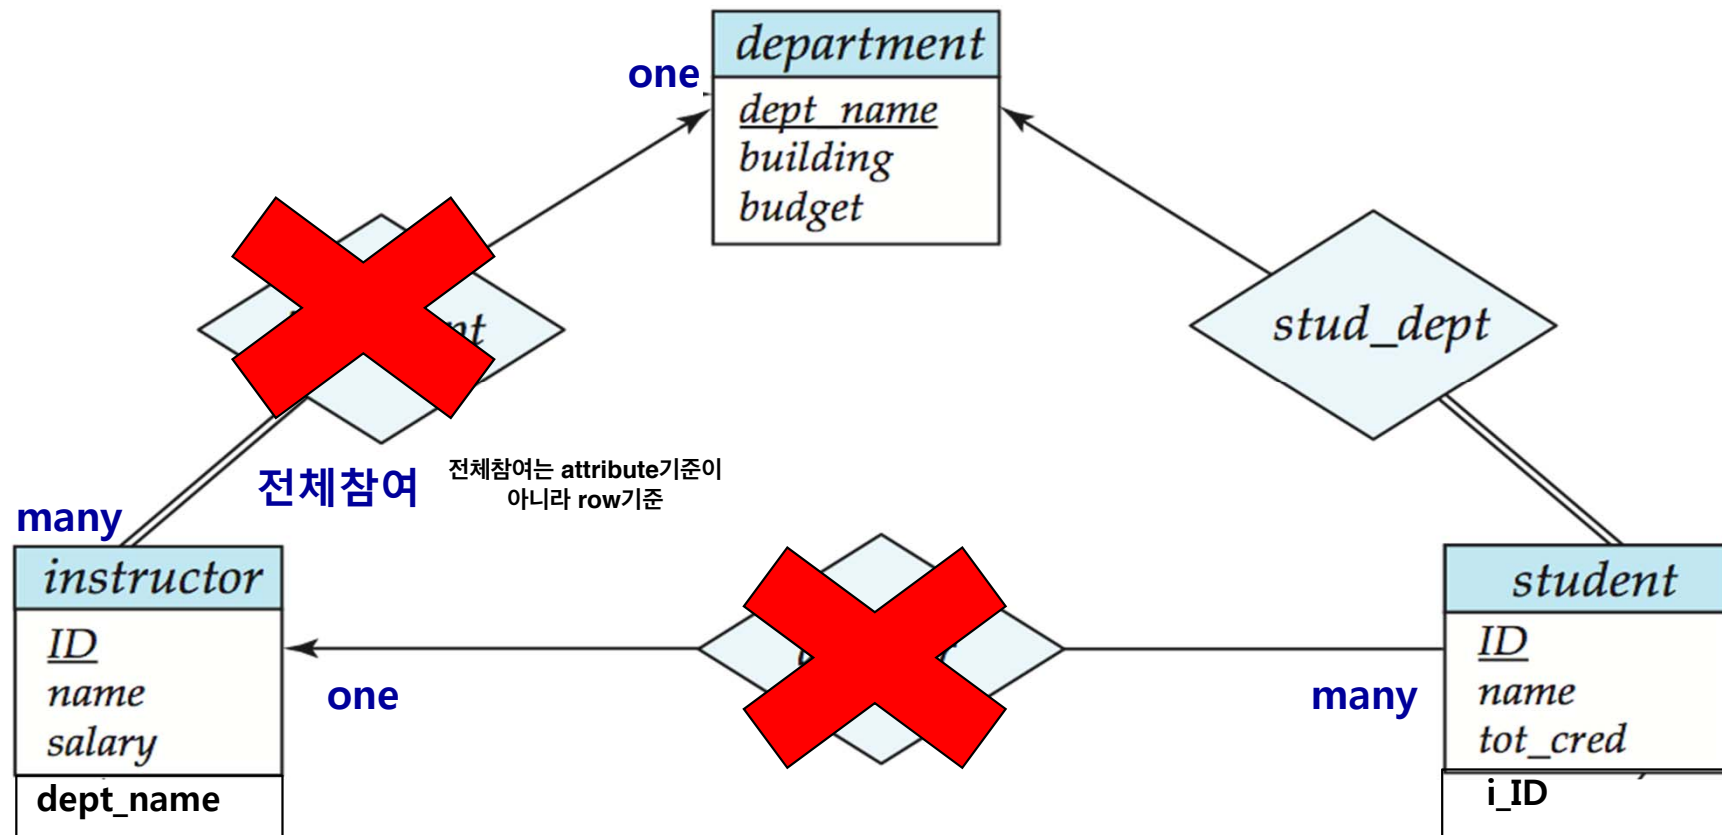 department
one
dept_name
building
budget
stud_dept
전체참여
전체참여는 attribute기준이
아니라 row기준
many
instructor
ID
name
salary
dept_name
one
many
student
ID
name
tot_cred
i_ID